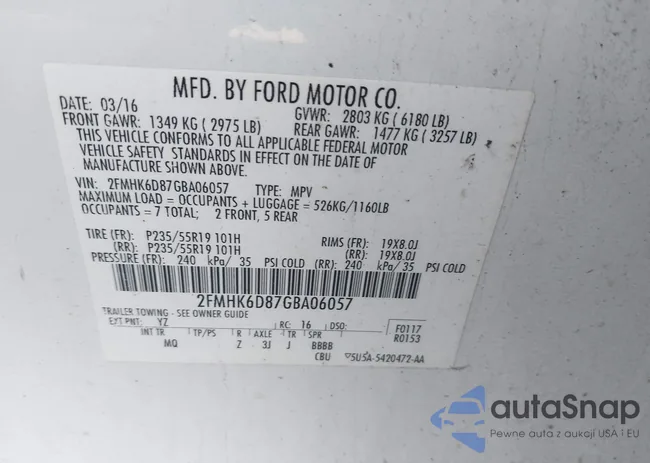 MFD. BY FORD MOTOR CO.
DATE: 03/16 GVWR: 2803 KG ( 6180 LB)
FRONT GAWR: 1349 KG ( 2975 LB) REAR GAWR: 1477 KG ( 3257 LB)
THIS VEHICLE CONFORMS TO ALL APPLICABLE FEDERAL MOTOR
VEHICLE SAFETY STANDARDS IN EFFECT ON THE DATE OF
MANUFACTURE SHOWN ABOVE.
VIN: 2FMHK6D87GBA06057 TYPE: MPV
MAXIMUM LOAD = OCCUPANTS + LUGGAGE = 526KG/1160LB
OCCUPANTS = 7 TOTAL; 2 FRONT, 5 REAR
TIRE (FR): P235/55R19 101H RIMS (FR): 19X8.0J
(RR): P235/55R19 101H (RR): 19X8.0J
PRESSURE (FR): 240 kPa/ 35 PSI COLD (RR): 240 kPa/ 35 PSI COLD
2FMHK6D87GBA06057
TRAILER TOWING - SEE OWNER GUIDE
EXT PNT: YZ RC: 16 DSO: F0117
R0153
INT TR TP/PS R AXLE TR SPR
MQ Z 3J J BBBB
CBU 5U5A-5420472-AA
autaSnap
Pewne auta z aukcji USA i EU